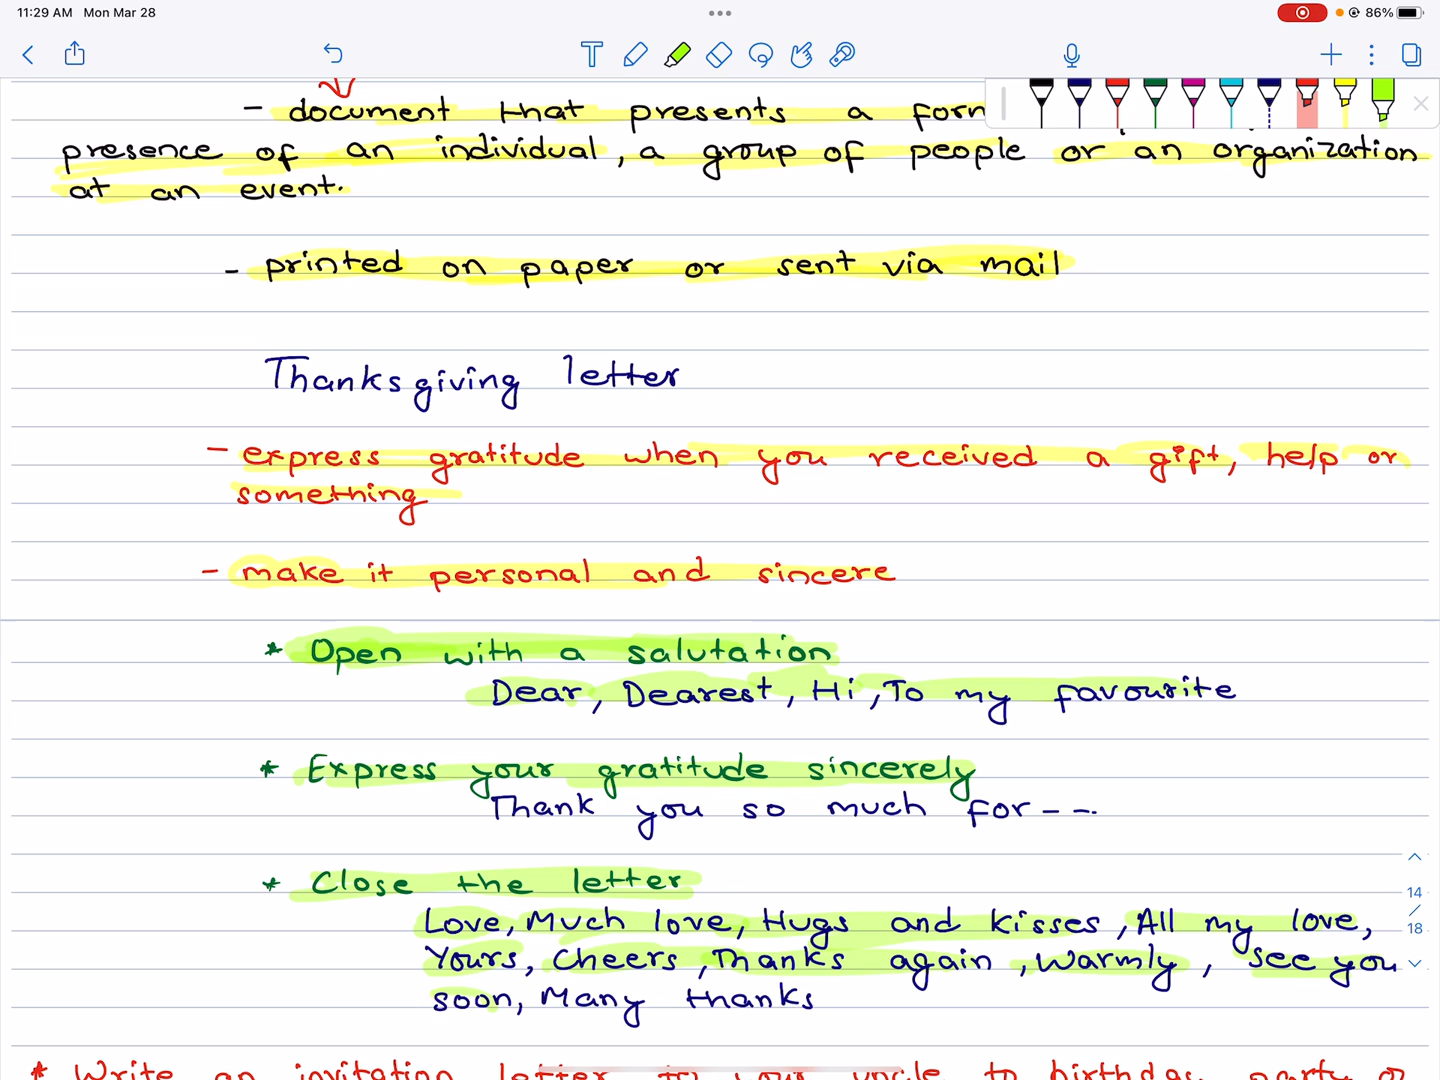 11:29 AM Mon Mar 28
86%
- document that presents a form
presence of an individual, a group of people or an organization
at an event.
- printed on paper or sent via mail
Thanksgiving letter
- express gratitude when you received a gift, help or
something
- make it personal and sincere
* Open with a salutation
Dear, Dearest, Hi, To my favourite
* Express your gratitude sincerely
Thank you so much for - -.
* Close the letter
14
Love, Much love, Hugs and kisses, All my love,
18
Yours, Cheers, Thanks again, Warmly, See you
soon, Many thanks
* Write an invitation letter to your uncle to birthday party